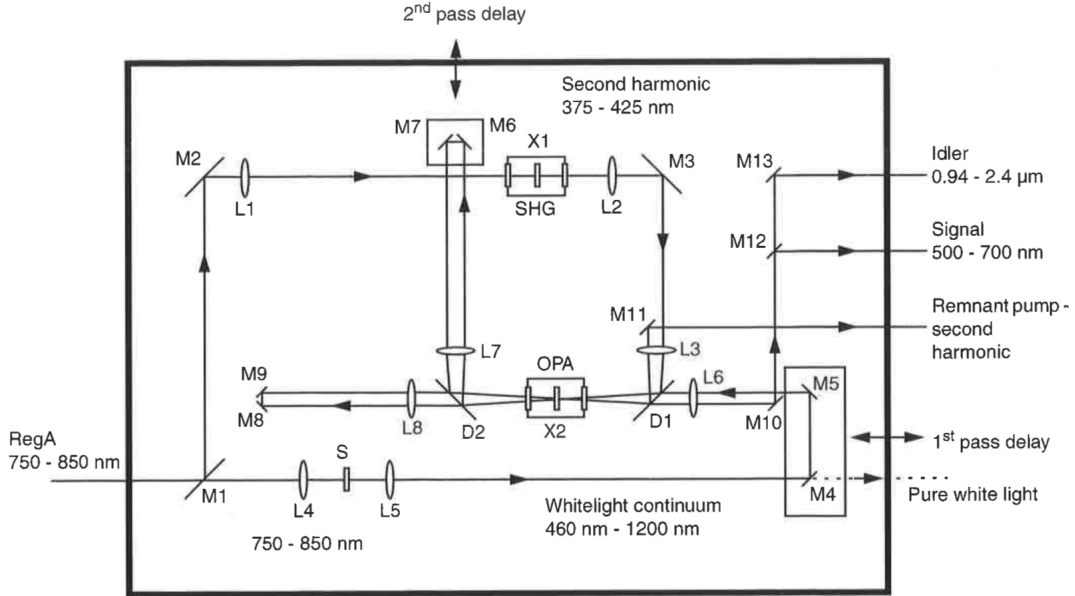 2nd pass delay
Second harmonic
375 - 425 nm
M7
M6
X1
M2
M3
M13
Idler
0.94 - 2.4 µm
L1
SHG
L2
Signal
500 - 700 nm
M12
M11
Remnant pump -
second
harmonic
L7
OPA
L3
L6
M9
M5
M8
L8
D2
X2
D1
M10
RegA
750 - 850 nm
1st pass delay
S
M1
M4
L4
L5
Whitelight continuum
460 nm - 1200 nm
Pure white light
750 - 850 nm